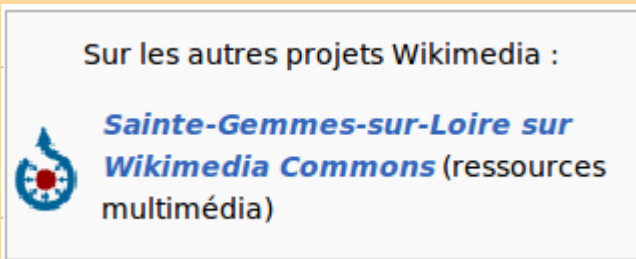 Sur les autres projets Wikimedia :
Sainte-Gemmes-sur-Loire sur
Wikimedia Commons (ressources
multimédia)